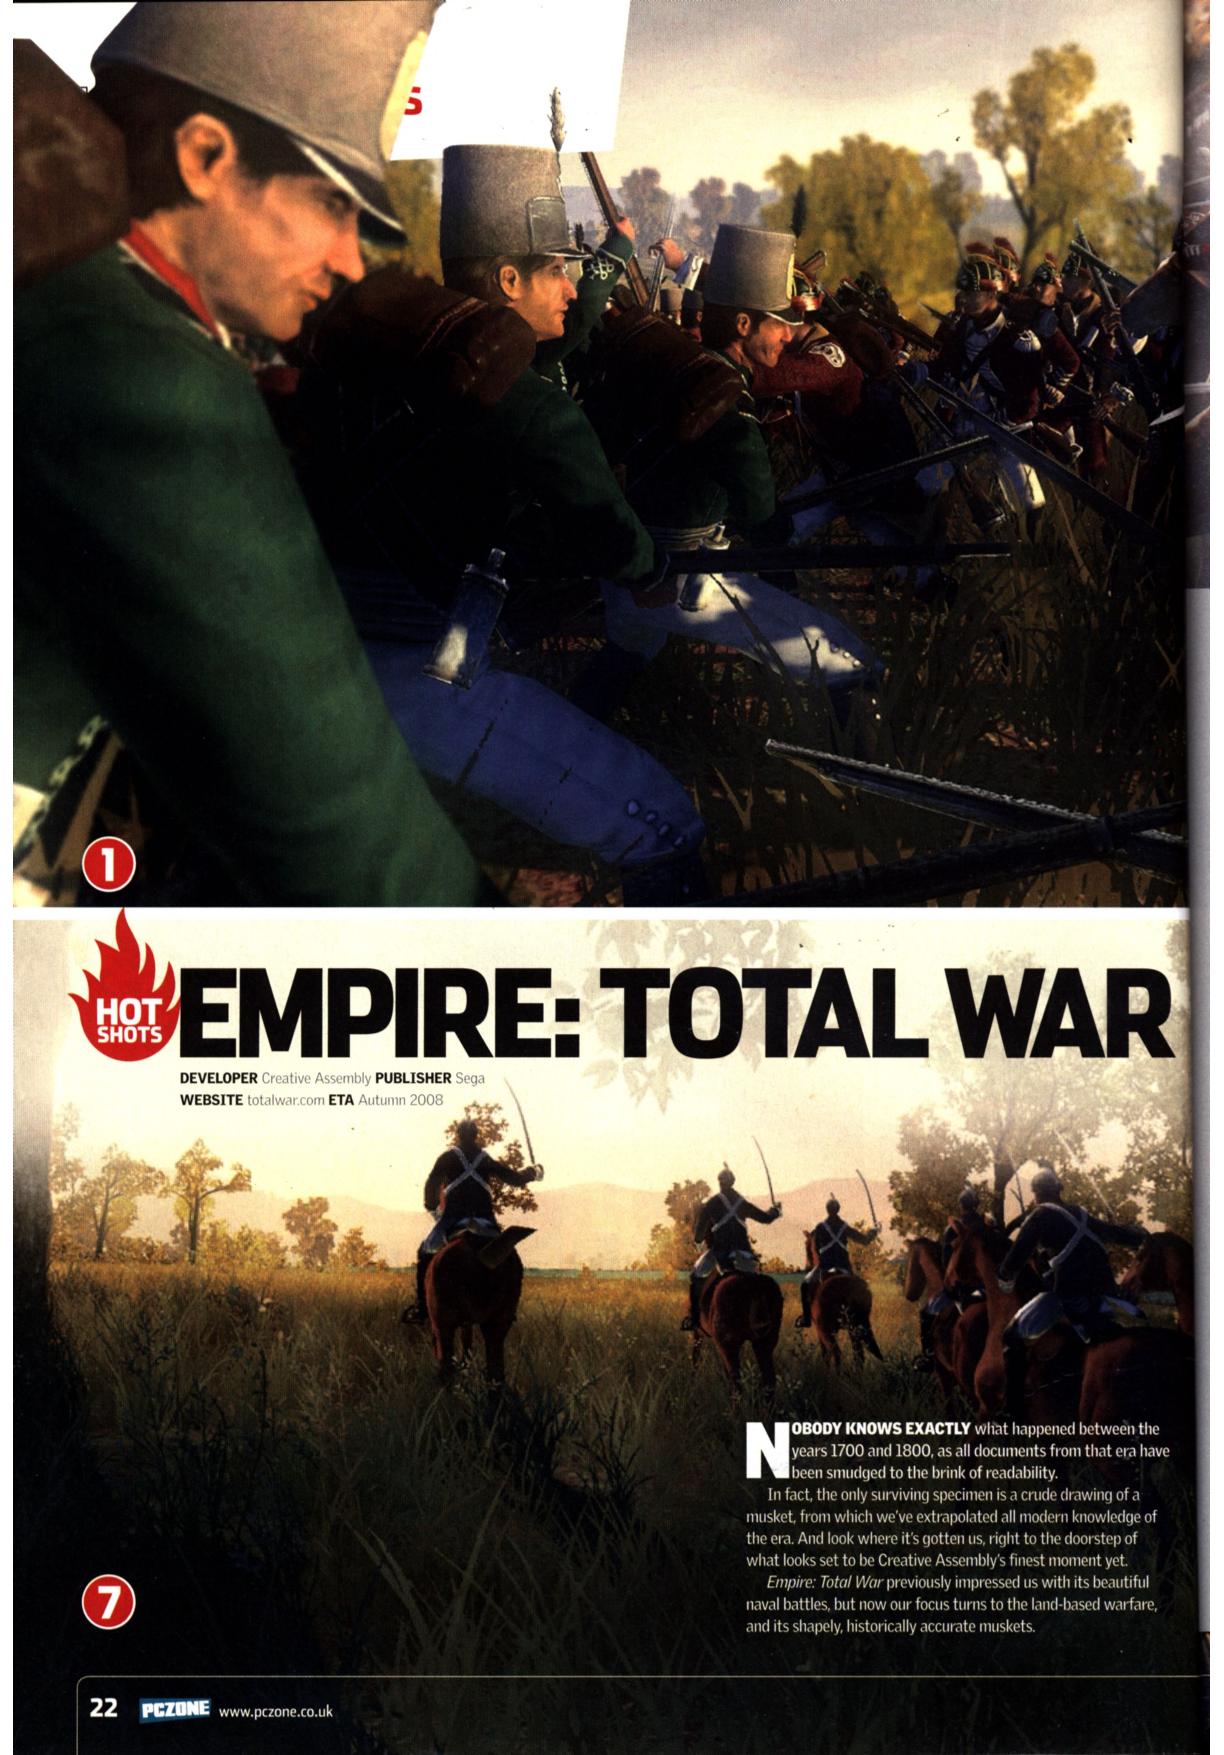 S
1
HOT
SHOTS
EMPIRE: TOTAL WAR
DEVELOPER Creative Assembly PUBLISHER Sega
WEBSITE totalwar.com ETA Autumn 2008
NOBODY KNOWS EXACTLY what happened between the
years 1700 and 1800, as all documents from that era have
been smudged to the brink of readability.
In fact, the only surviving specimen is a crude drawing of a
musket, from which we've extrapolated all modern knowledge of
the era. And look where it's gotten us, right to the doorstep of
what looks set to be Creative Assembly's finest moment yet.
Empire: Total War previously impressed us with its beautiful
naval battles, but now our focus turns to the land-based warfare,
and its shapely, historically accurate muskets.
7
22 PCZONE www.pczone.co.uk